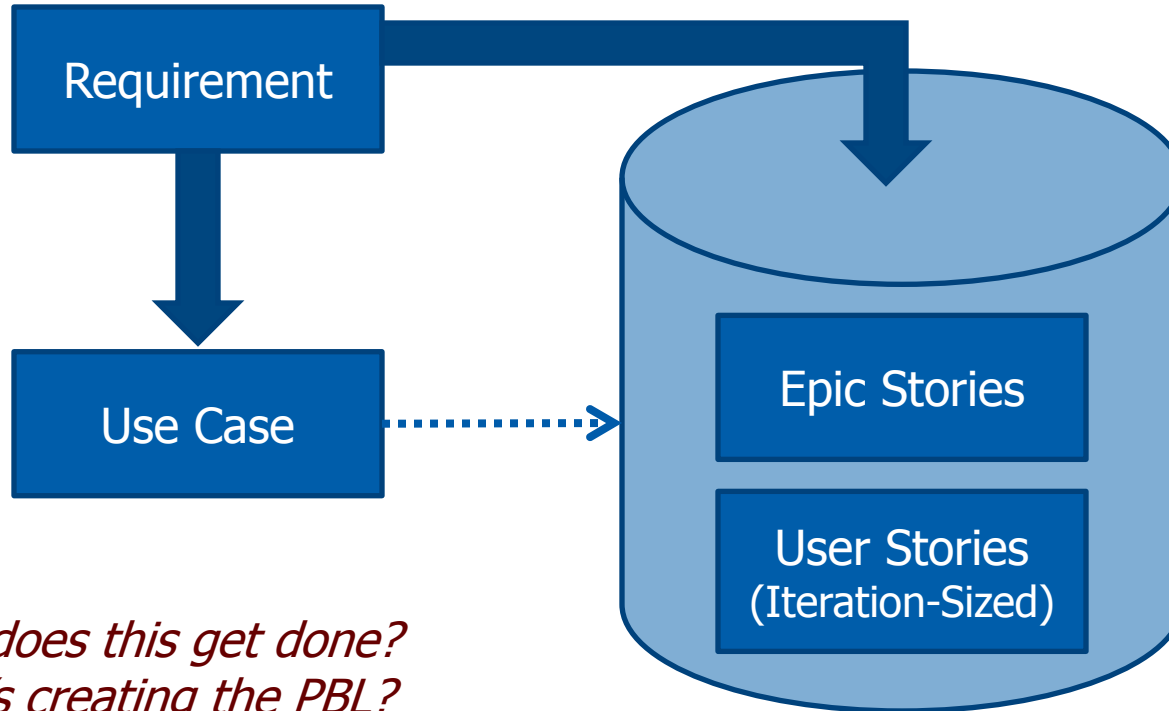 Requirement
Use Case
Epic Stories
User Stories
(Iteration-Sized)
does this get done?
creating the PBL?